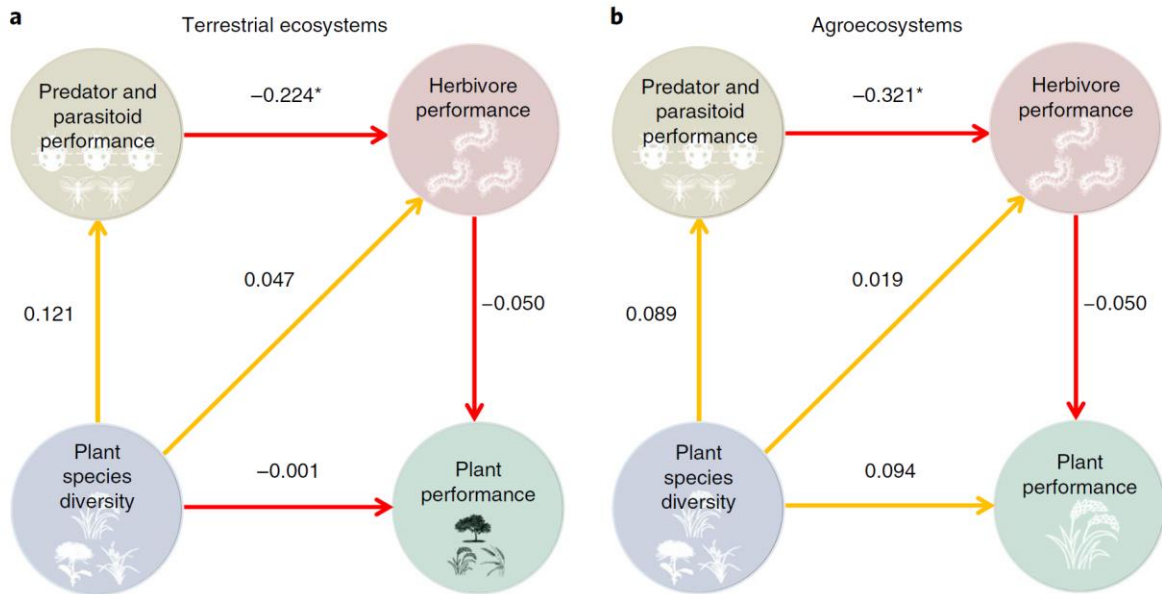 a
Terrestrial ecosystems
Predator and
parasitoid
performance
−0.224*
Herbivore
performance
0.121
0.047
−0.050
Plant
species
diversity
−0.001
Plant
performance
b
Agroecosystems
Predator and
parasitoid
performance
−0.321*
Herbivore
performance
0.089
0.019
−0.050
Plant
species
diversity
0.094
Plant
performance